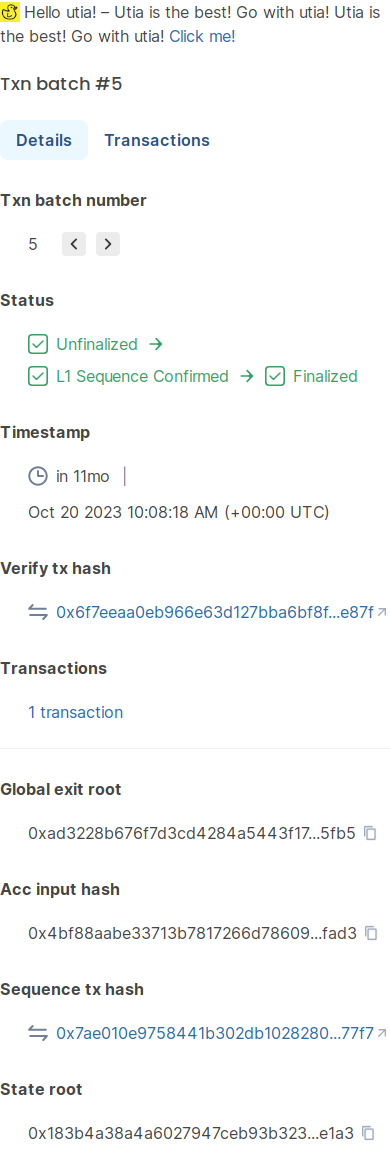 Hello utia! – Utia is the best! Go with utia! Utia is
the best! Go with utia! Click me!
Txn batch #5
Details Transactions
Txn batch number
5
Status
Unfinalized
L1 Sequence Confirmed Finalized
Timestamp
in 11mo |
Oct 20 2023 10:08:18 AM (+00:00 UTC)
Verify tx hash
0x6f7eeaa0eb966e63d127bba6bf8f...e87f
Transactions
1 transaction
Global exit root
0xad3228b676f7d3cd4284a5443f17...5fb5
Acc input hash
0x4bf88aabe33713b7817266d78609...fad3
Sequence tx hash
0x7ae010e9758441b302db1028280...77f7
State root
0x183b4a38a4a6027947ceb93b323...e1a3